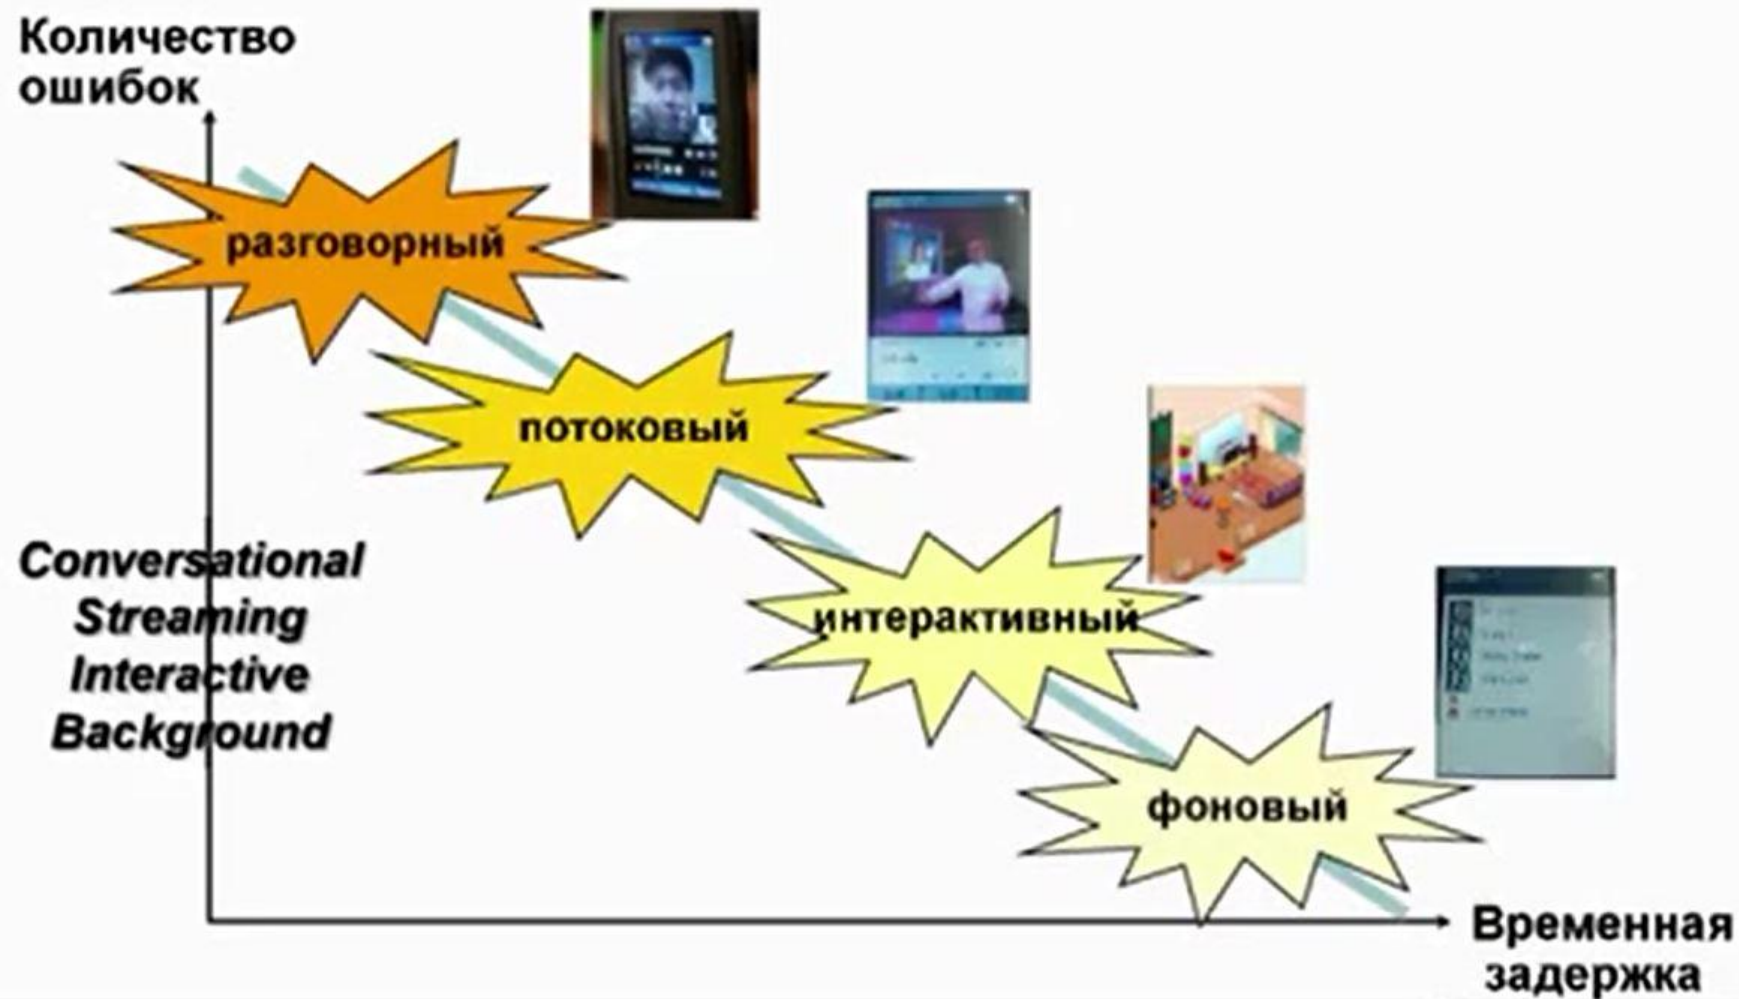 Количество
ошибок
разговорный
потоковый
интерактивный
фоновый
Conversational
Streaming
Interactive
Background
Временная
задержка